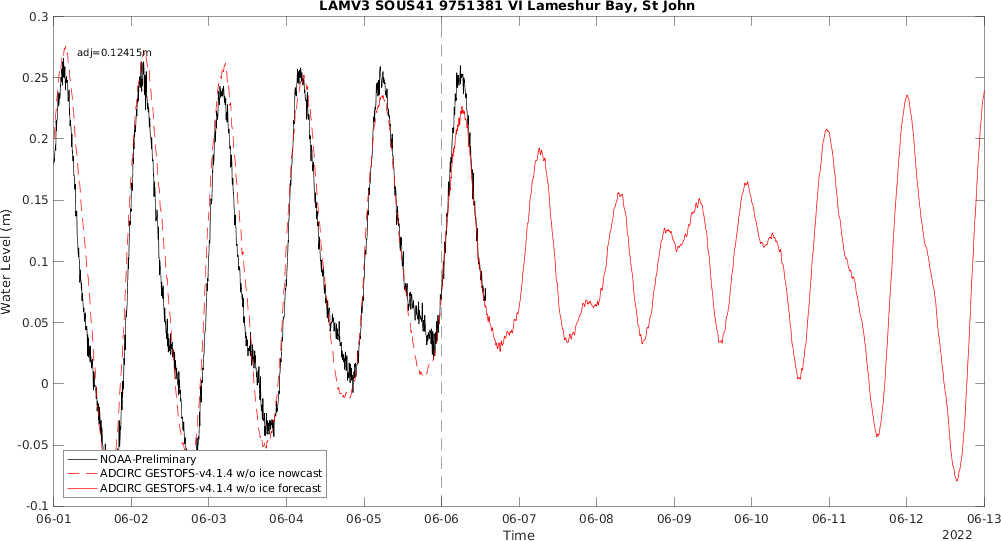 LAMV3 SOUS41 9751381 VI Lameshur Bay, St John
0.3
adj=0.12415m
0.25
0.2
0.15
0.1
0.05
0
-0.05
-0.1
Water Level (m)
NOAA-Preliminary
ADCIRC GESTOFS-v4.1.4 w/o ice nowcast
ADCIRC GESTOFS-v4.1.4 w/o ice forecast
06-01 06-02 06-03 06-04 06-05 06-06 06-07 06-08 06-09 06-10 06-11 06-12 06-13
Time
2022